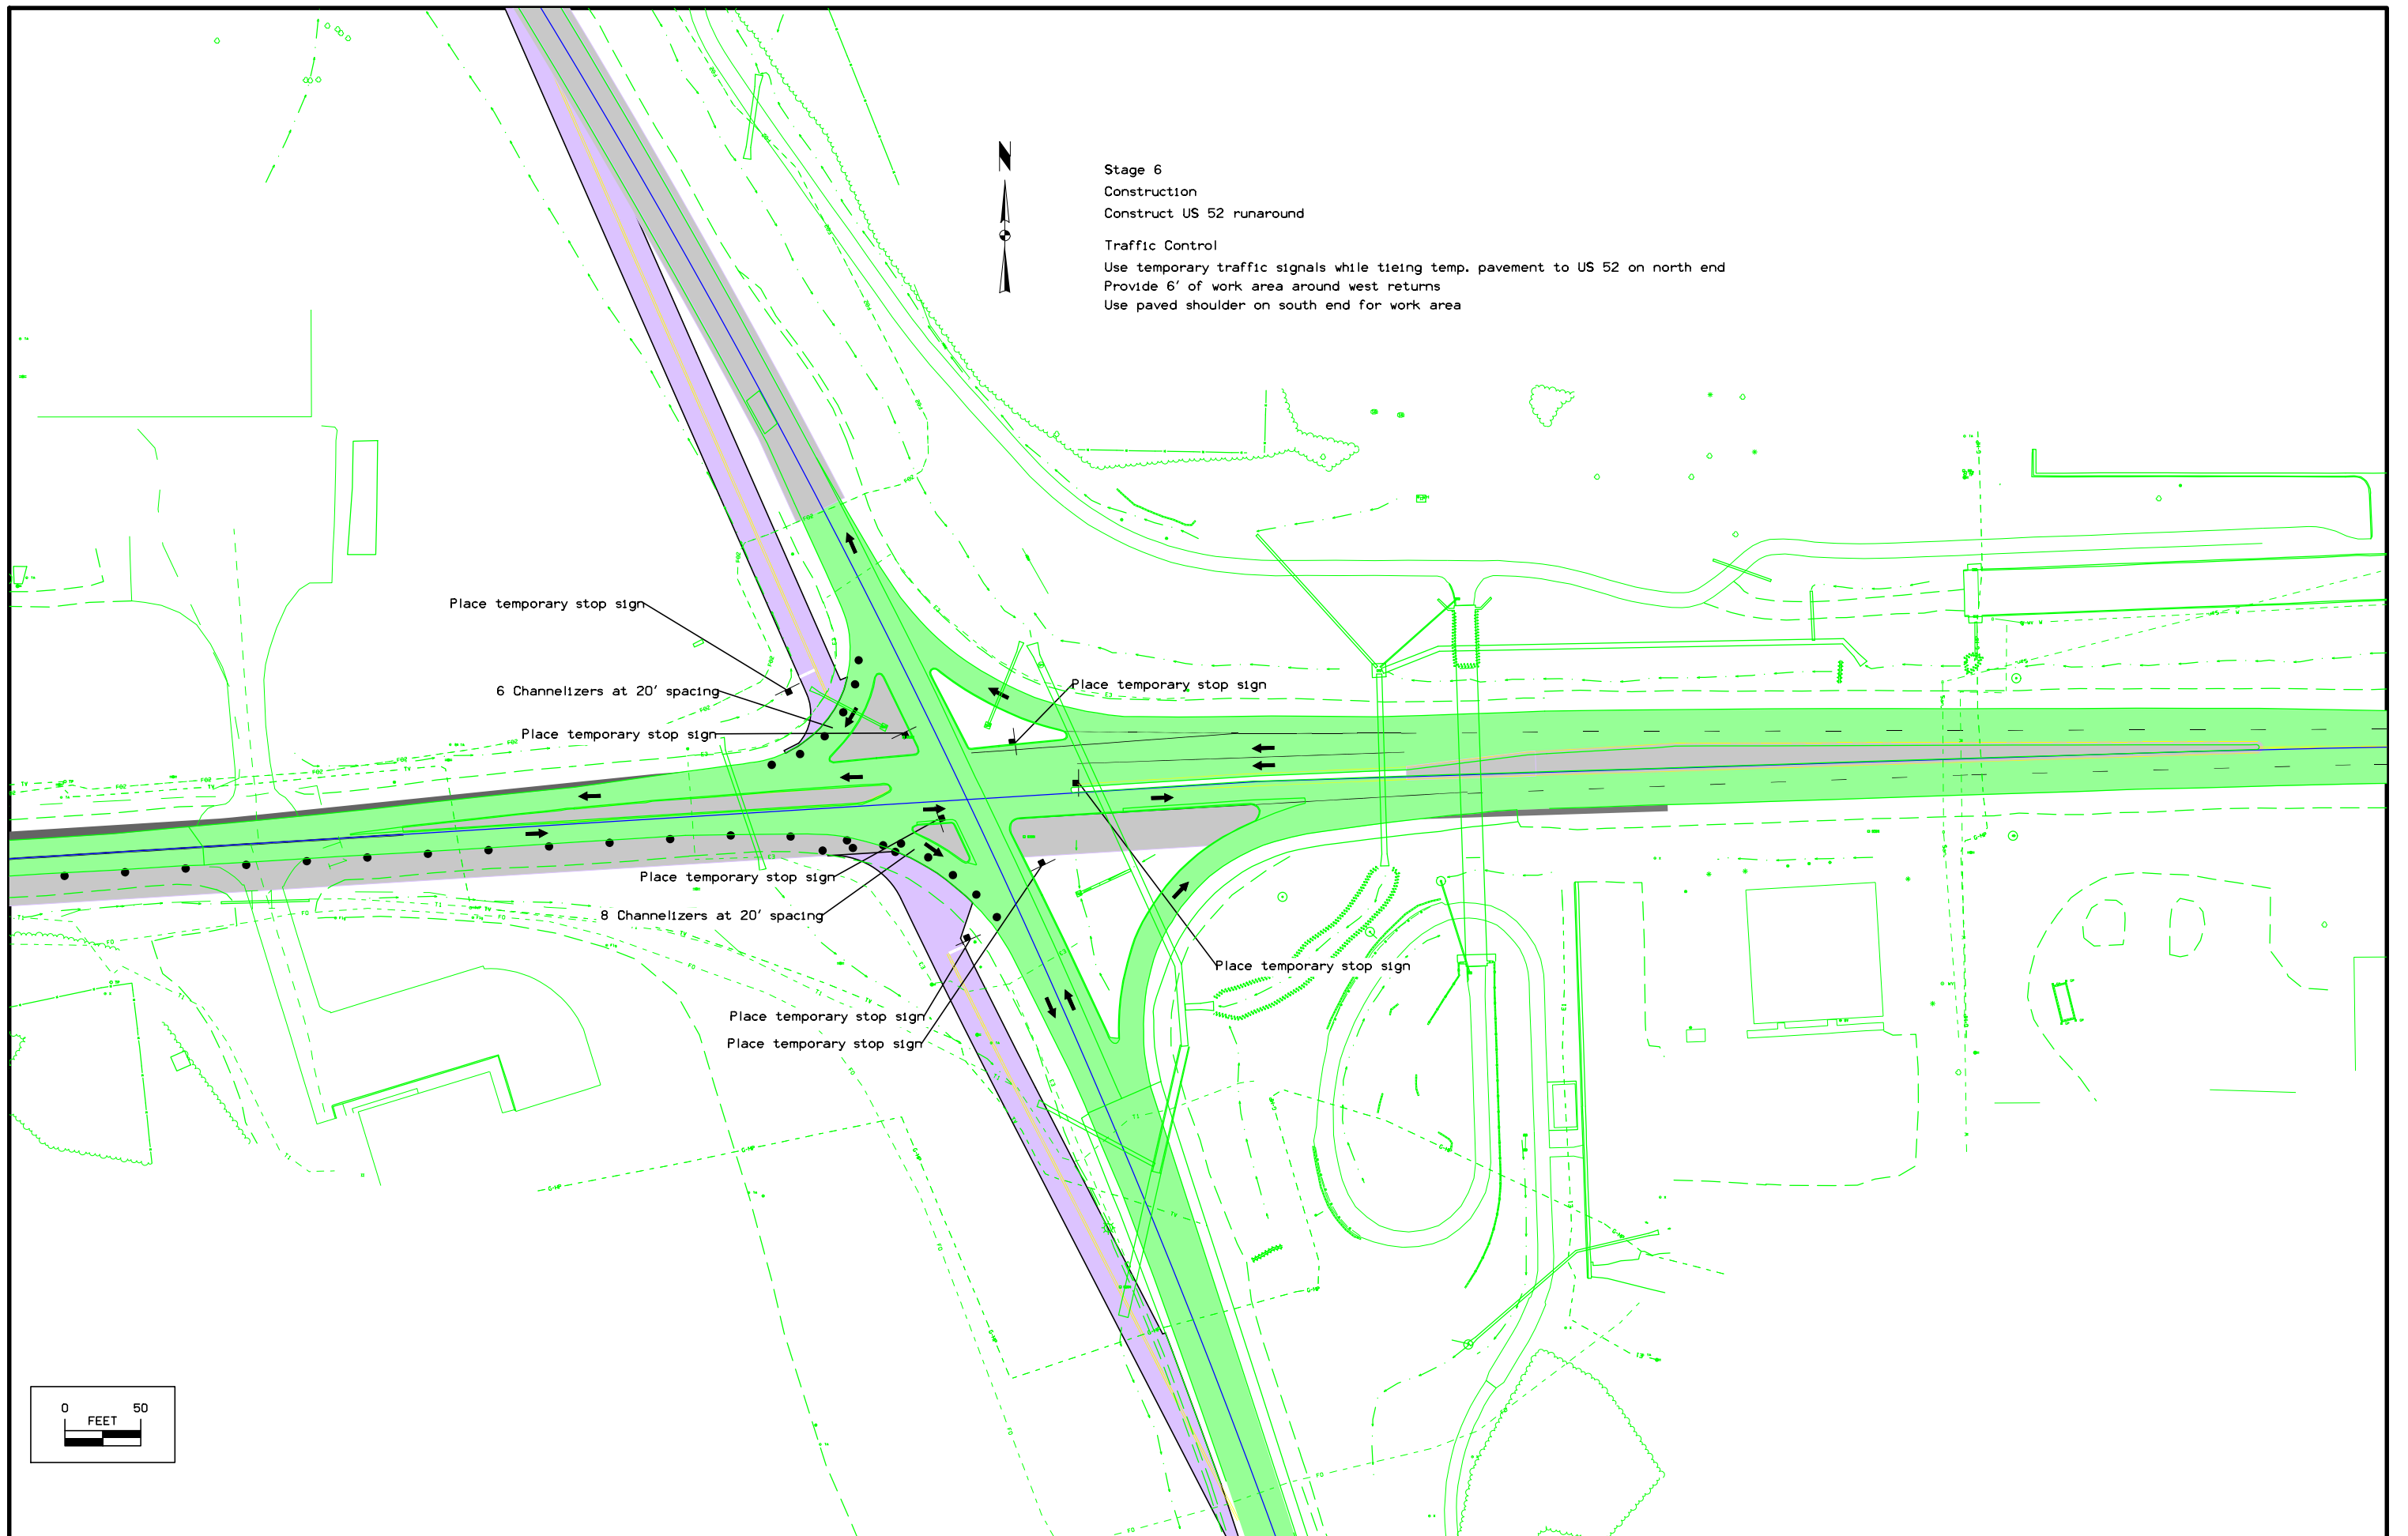 Stage 6
Construction
Construct US 52 runaround
Traffic Control
Use temporary traffic signals while tieing temp. pavement to US 52 on north end
Provide 6' of work area around west returns
Use paved shoulder on south end for work area
Place temporary stop sign
6 Channelizers at 20' spacing
Place temporary stop sign
Place temporary stop sign
Place temporary stop sign
8 Channelizers at 20' spacing
Place temporary stop sign
Place temporary stop sign
Place temporary stop sign
0 50
FEET